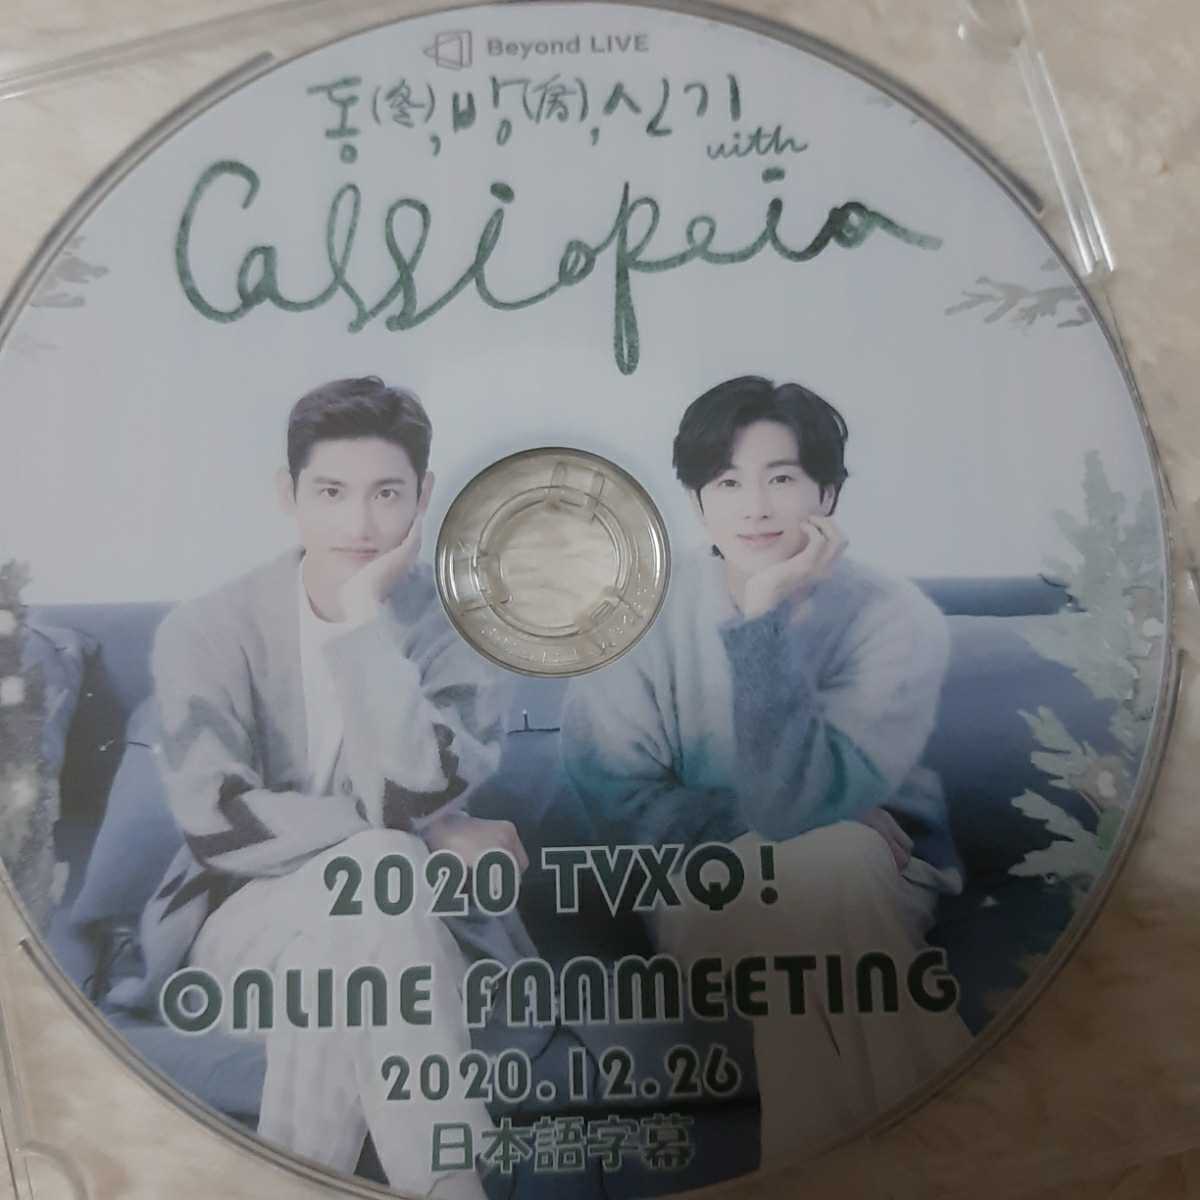 Beyond LIVE
동(冬),방(房),신기
with
Cassiopeia
2020 TVXQ!
ONLINE FANMEETING
2020.12.26
日本語字幕